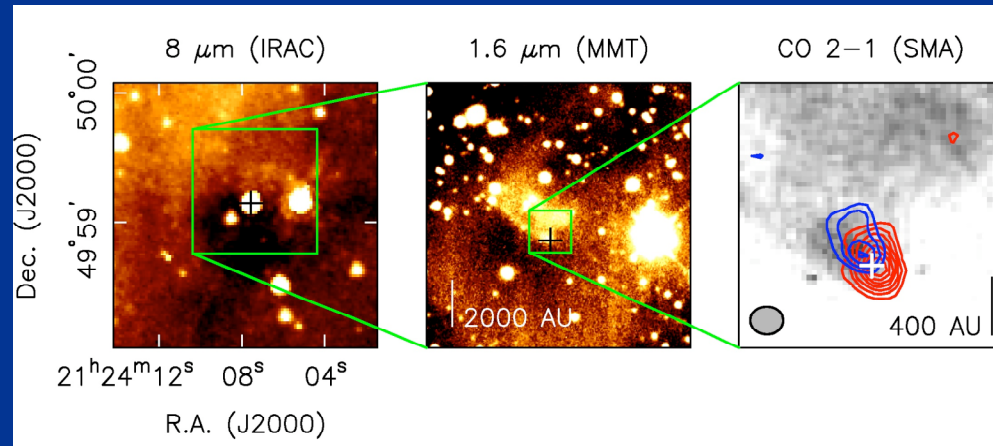 8 μm (IRAC)
1.6 μm (MMT)
CO 2−1 (SMA)
Dec. (J2000)
50°00'
49°59'
2000 AU
400 AU
21ʰ24ᵐ12ˢ 08ˢ 04ˢ
R.A. (J2000)